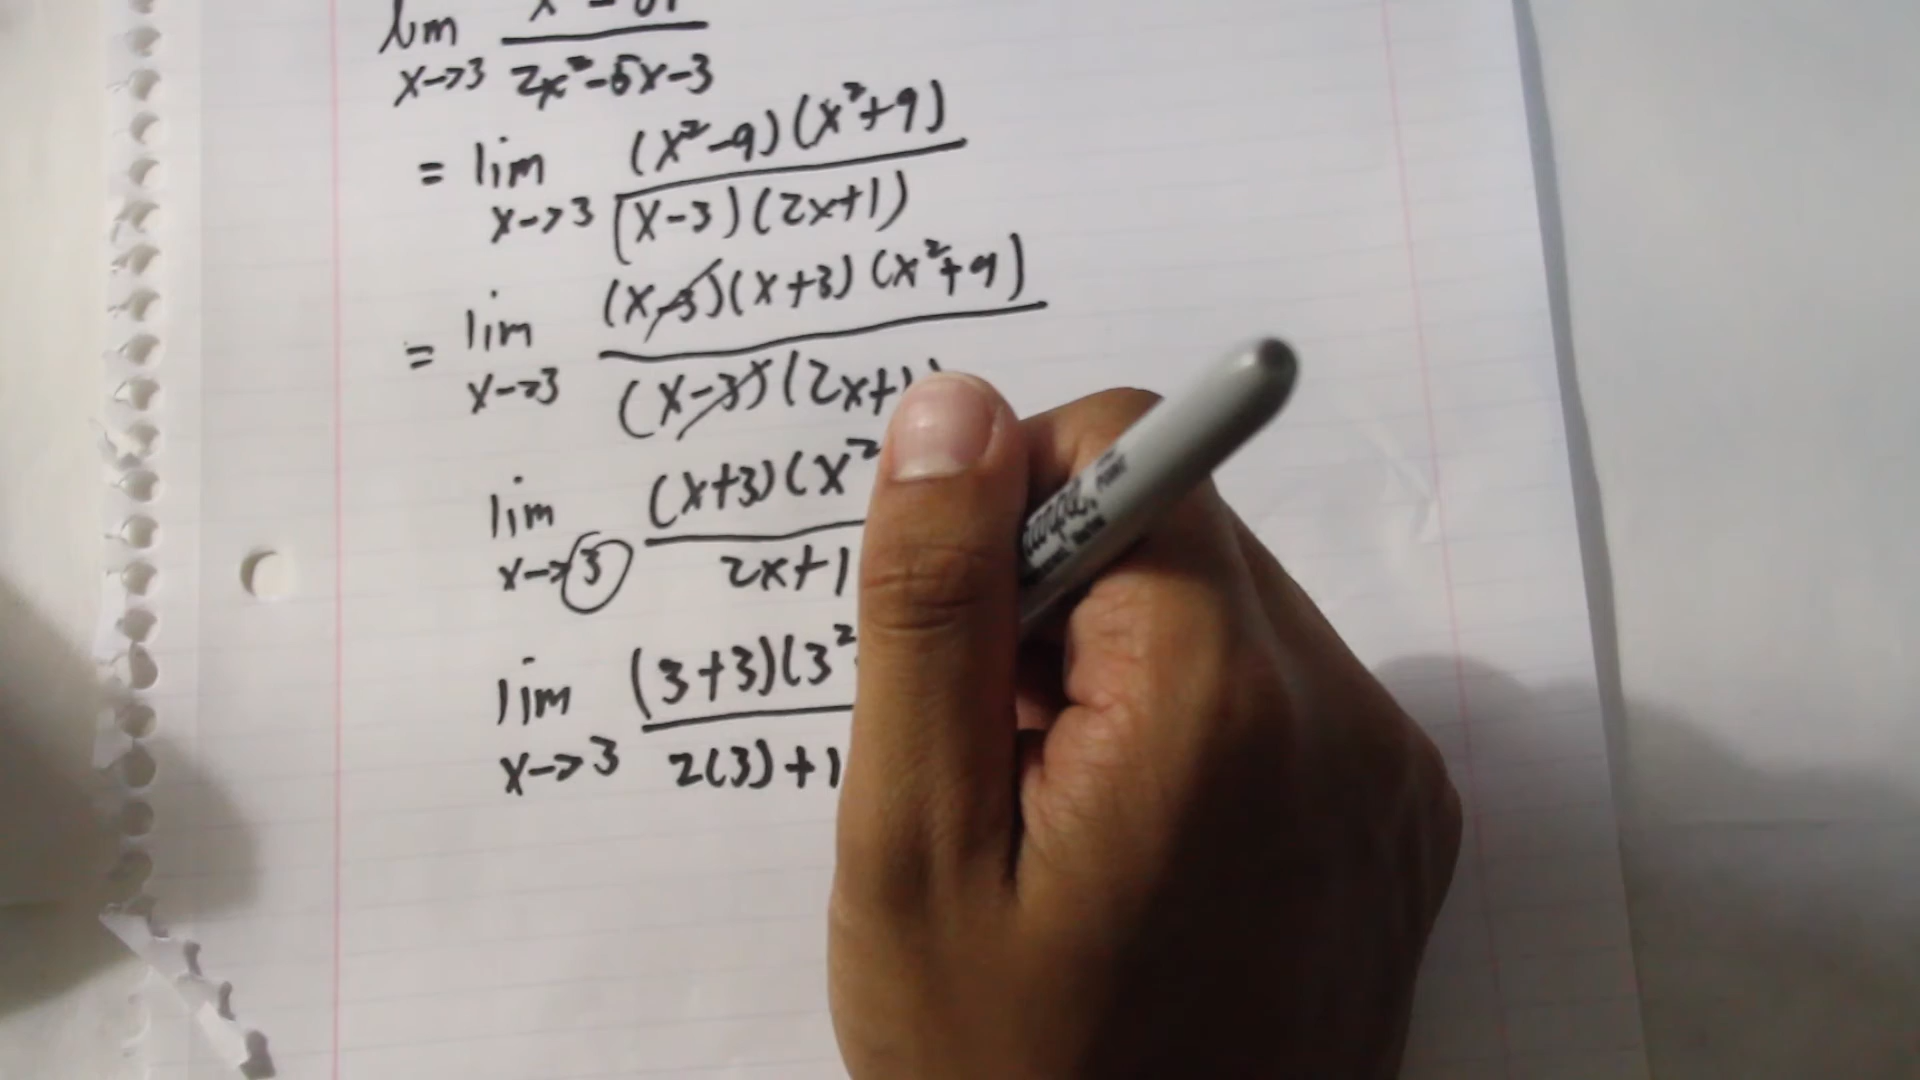 lim
x→3 2x²-5x-3
= lim (x²-9)(x²+9)
x→3 (x-3)(2x+1)
= lim (x-3)(x+3)(x²+9)
x→3 (x-3)(2x+1)
lim (x+3)(x²
x→3 2x+1
lim (3+3)(3²
x→3 2(3)+1